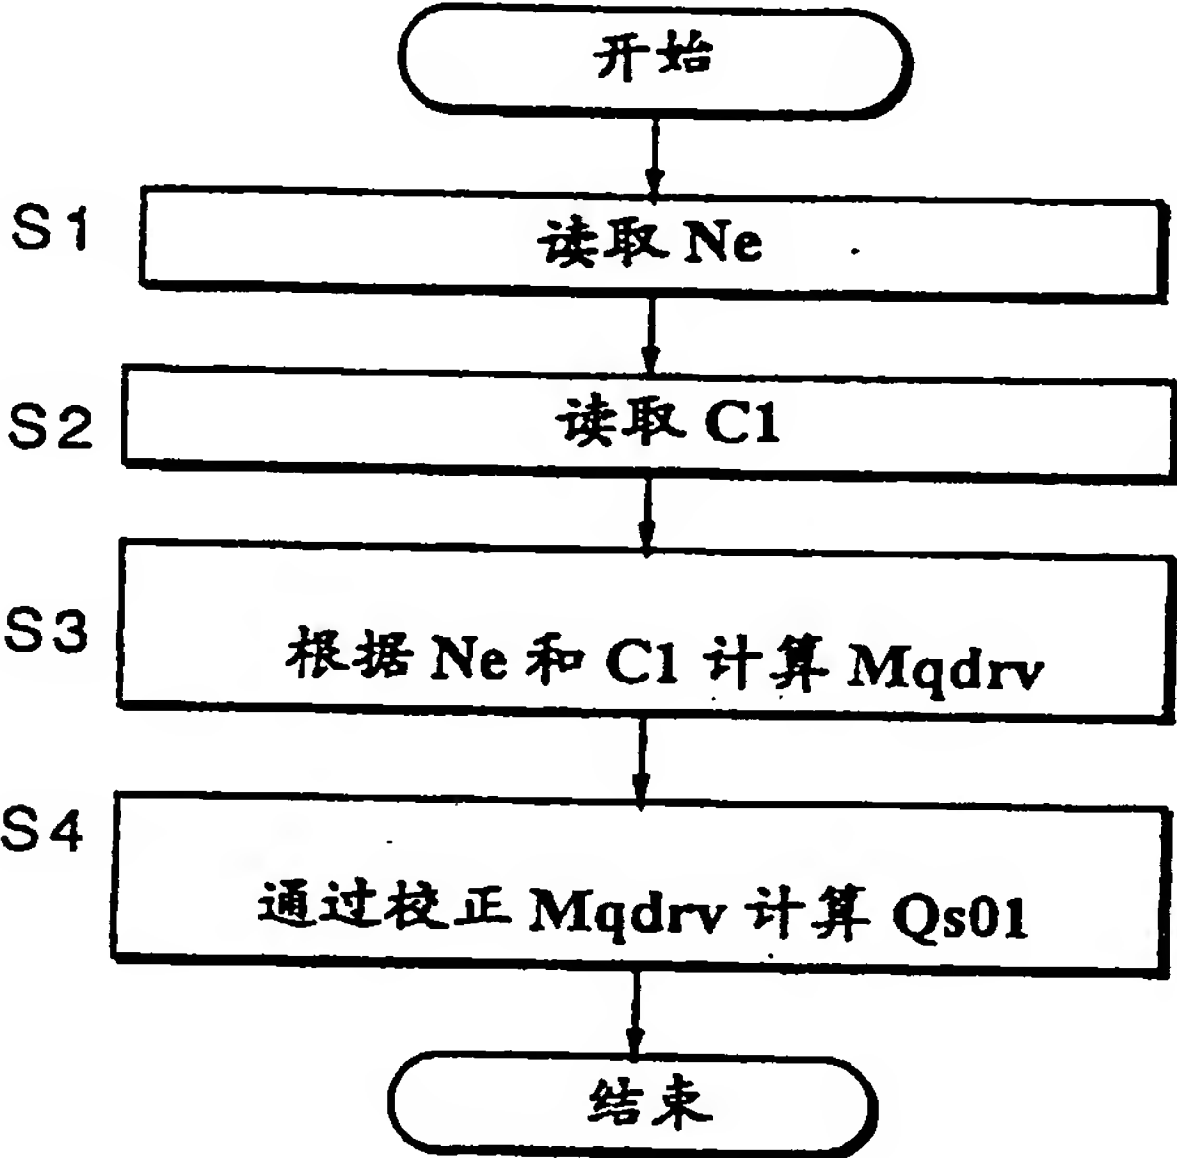 开始
S1
读取 Ne
S2
读取 C1
S3
根据 Ne 和 C1 计算 Mqdrv
S4
通过校正 Mqdrv 计算 Qs01
结束